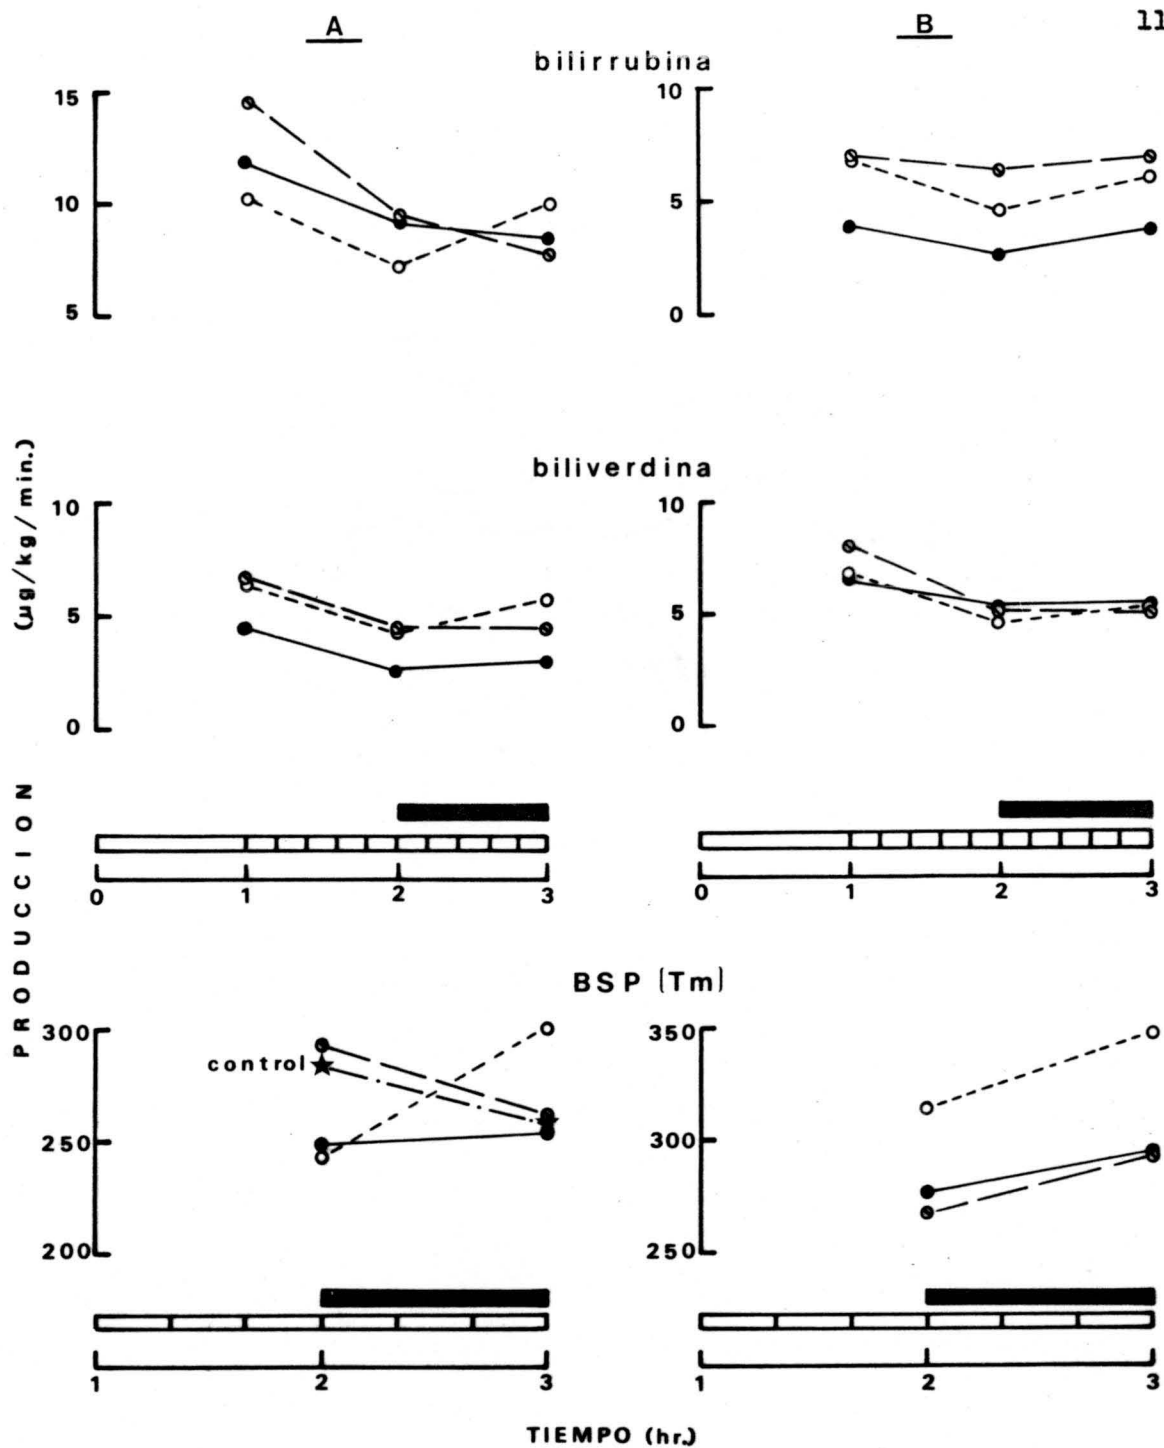 A
B
11
bilirrubina
15
10
5
10
5
0
biliverdina
10
5
0
10
5
0
0 1 2 3
0 1 2 3
BSP (Tm)
300
250
200
control
350
300
250
1 2 3
1 2 3
TIEMPO (hr.)
PRODUCCION (µg/kg/min.)